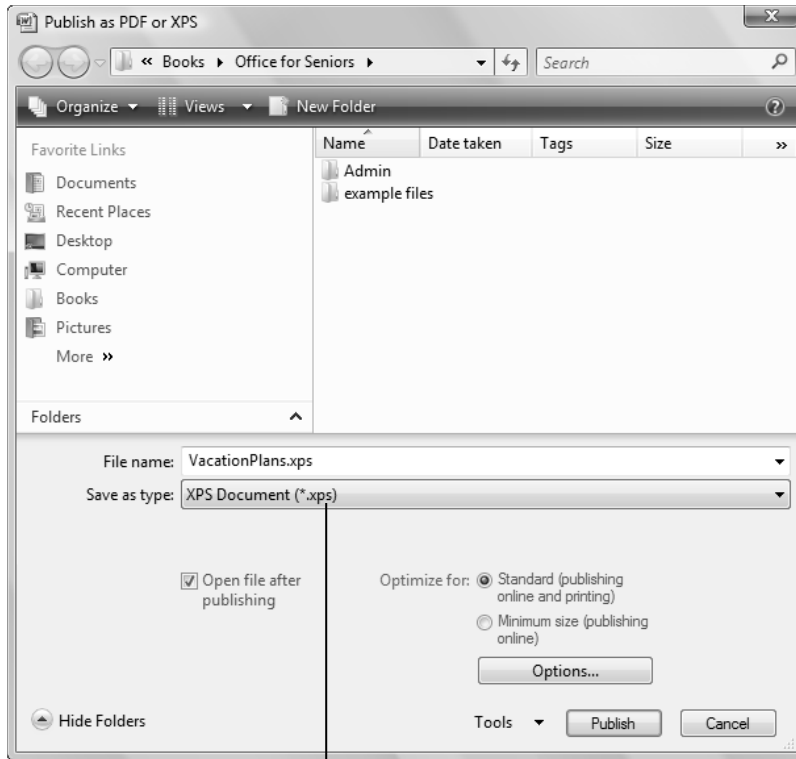 Publish as PDF or XPS
« Books Office for Seniors Search
Organize Views New Folder
Favorite Links
Documents
Recent Places
Desktop
Computer
Books
Pictures
More »
Folders
Name Date taken Tags Size »
Admin
example files
File name: VacationPlans.xps
Save as type: XPS Document (*.xps)
Open file after
publishing
Optimize for: Standard (publishing
online and printing)
Minimum size (publishing
online)
Options...
Hide Folders
Tools Publish Cancel